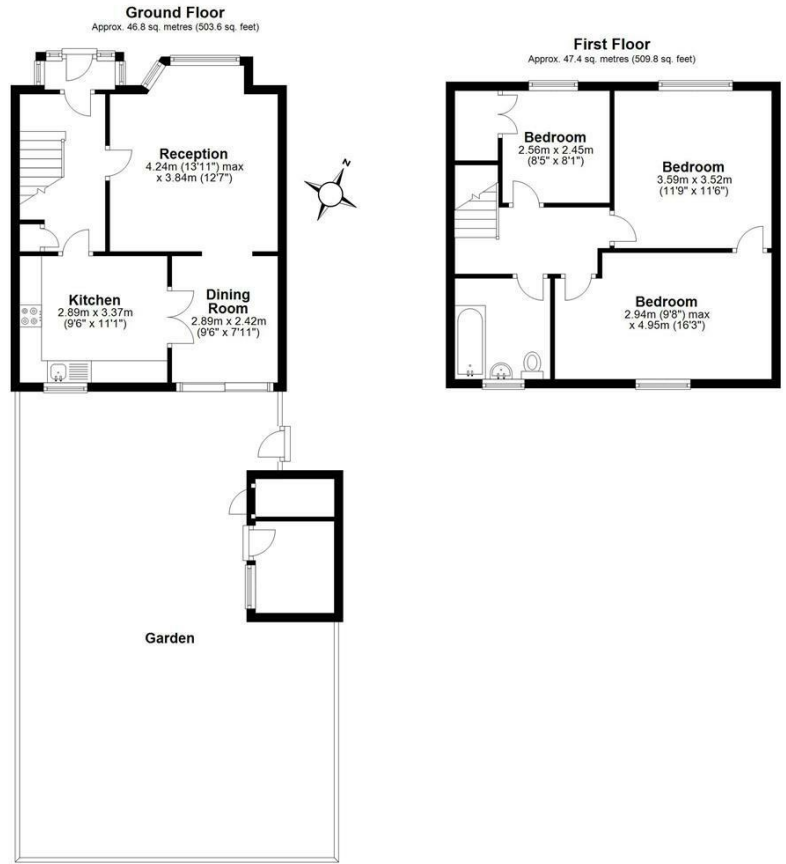 Ground Floor
Approx. 46.8 sq. metres (503.6 sq. feet)
Reception
4.24m (13'11") max
x 3.84m (12'7")
N
Kitchen
2.89m x 3.37m
(9'6" x 11'1")
Dining
Room
2.89m x 2.42m
(9'6" x 7'11")
Garden
First Floor
Approx. 47.4 sq. metres (509.8 sq. feet)
Bedroom
2.56m x 2.45m
(8'5" x 8'1")
Bedroom
3.59m x 3.52m
(11'9" x 11'6")
Bedroom
2.94m (9'8") max
x 4.95m (16'3")